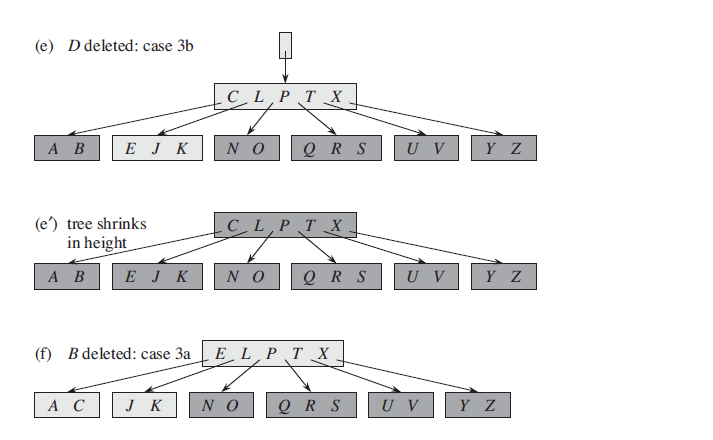 (e) D deleted: case 3b
C L P T X
A B E J K N O Q R S U V Y Z
(e′) tree shrinks
in height
C L P T X
A B E J K N O Q R S U V Y Z
(f) B deleted: case 3a
E L P T X
A C J K N O Q R S U V Y Z